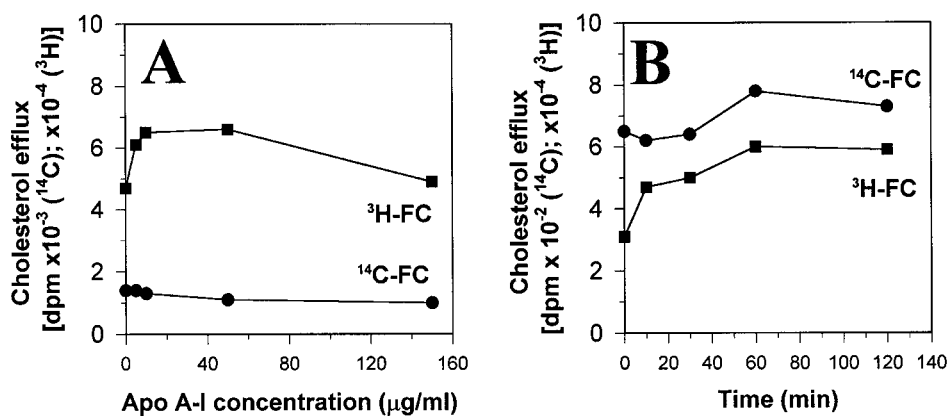 A
Cholesterol efflux
[dpm x10⁻³ (¹⁴C); x10⁻⁴ (³H)]
10
8
6
4
2
0
³H-FC
¹⁴C-FC
0 40 80 120 160
Apo A-I concentration (μg/ml)
B
Cholesterol efflux
[dpm x 10⁻² (¹⁴C); x10⁻⁴ (³H)]
10
8
6
4
2
0
¹⁴C-FC
³H-FC
0 20 40 60 80 100 120 140
Time (min)